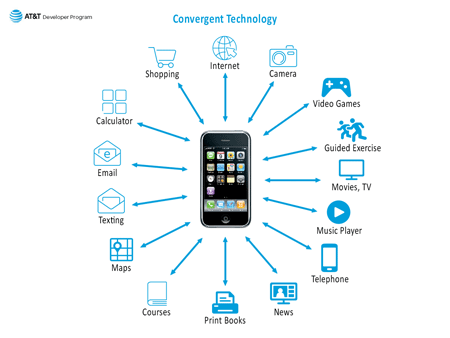 AT&T Developer Program
Convergent Technology
Internet
Shopping
Camera
Video Games
Calculator
Guided Exercise
Email
Movies, TV
Texting
Music Player
Maps
Telephone
Courses
News
Print Books